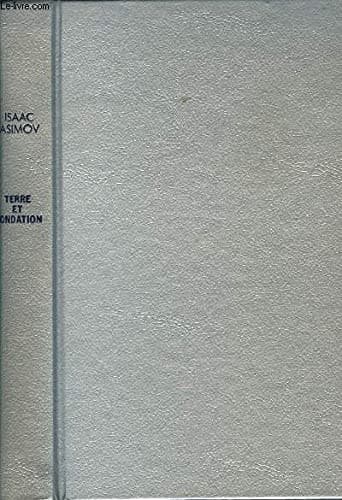 Le-livre.com
ISAAC
ASIMOV
TERRE
ET
ONDATION